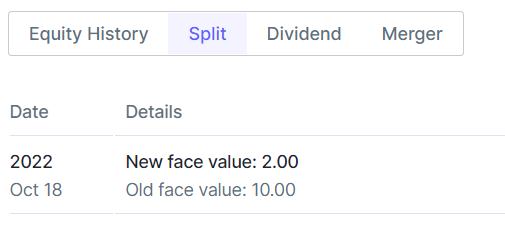 Equity History Split Dividend Merger
Date Details
2022 New face value: 2.00
Oct 18 Old face value: 10.00